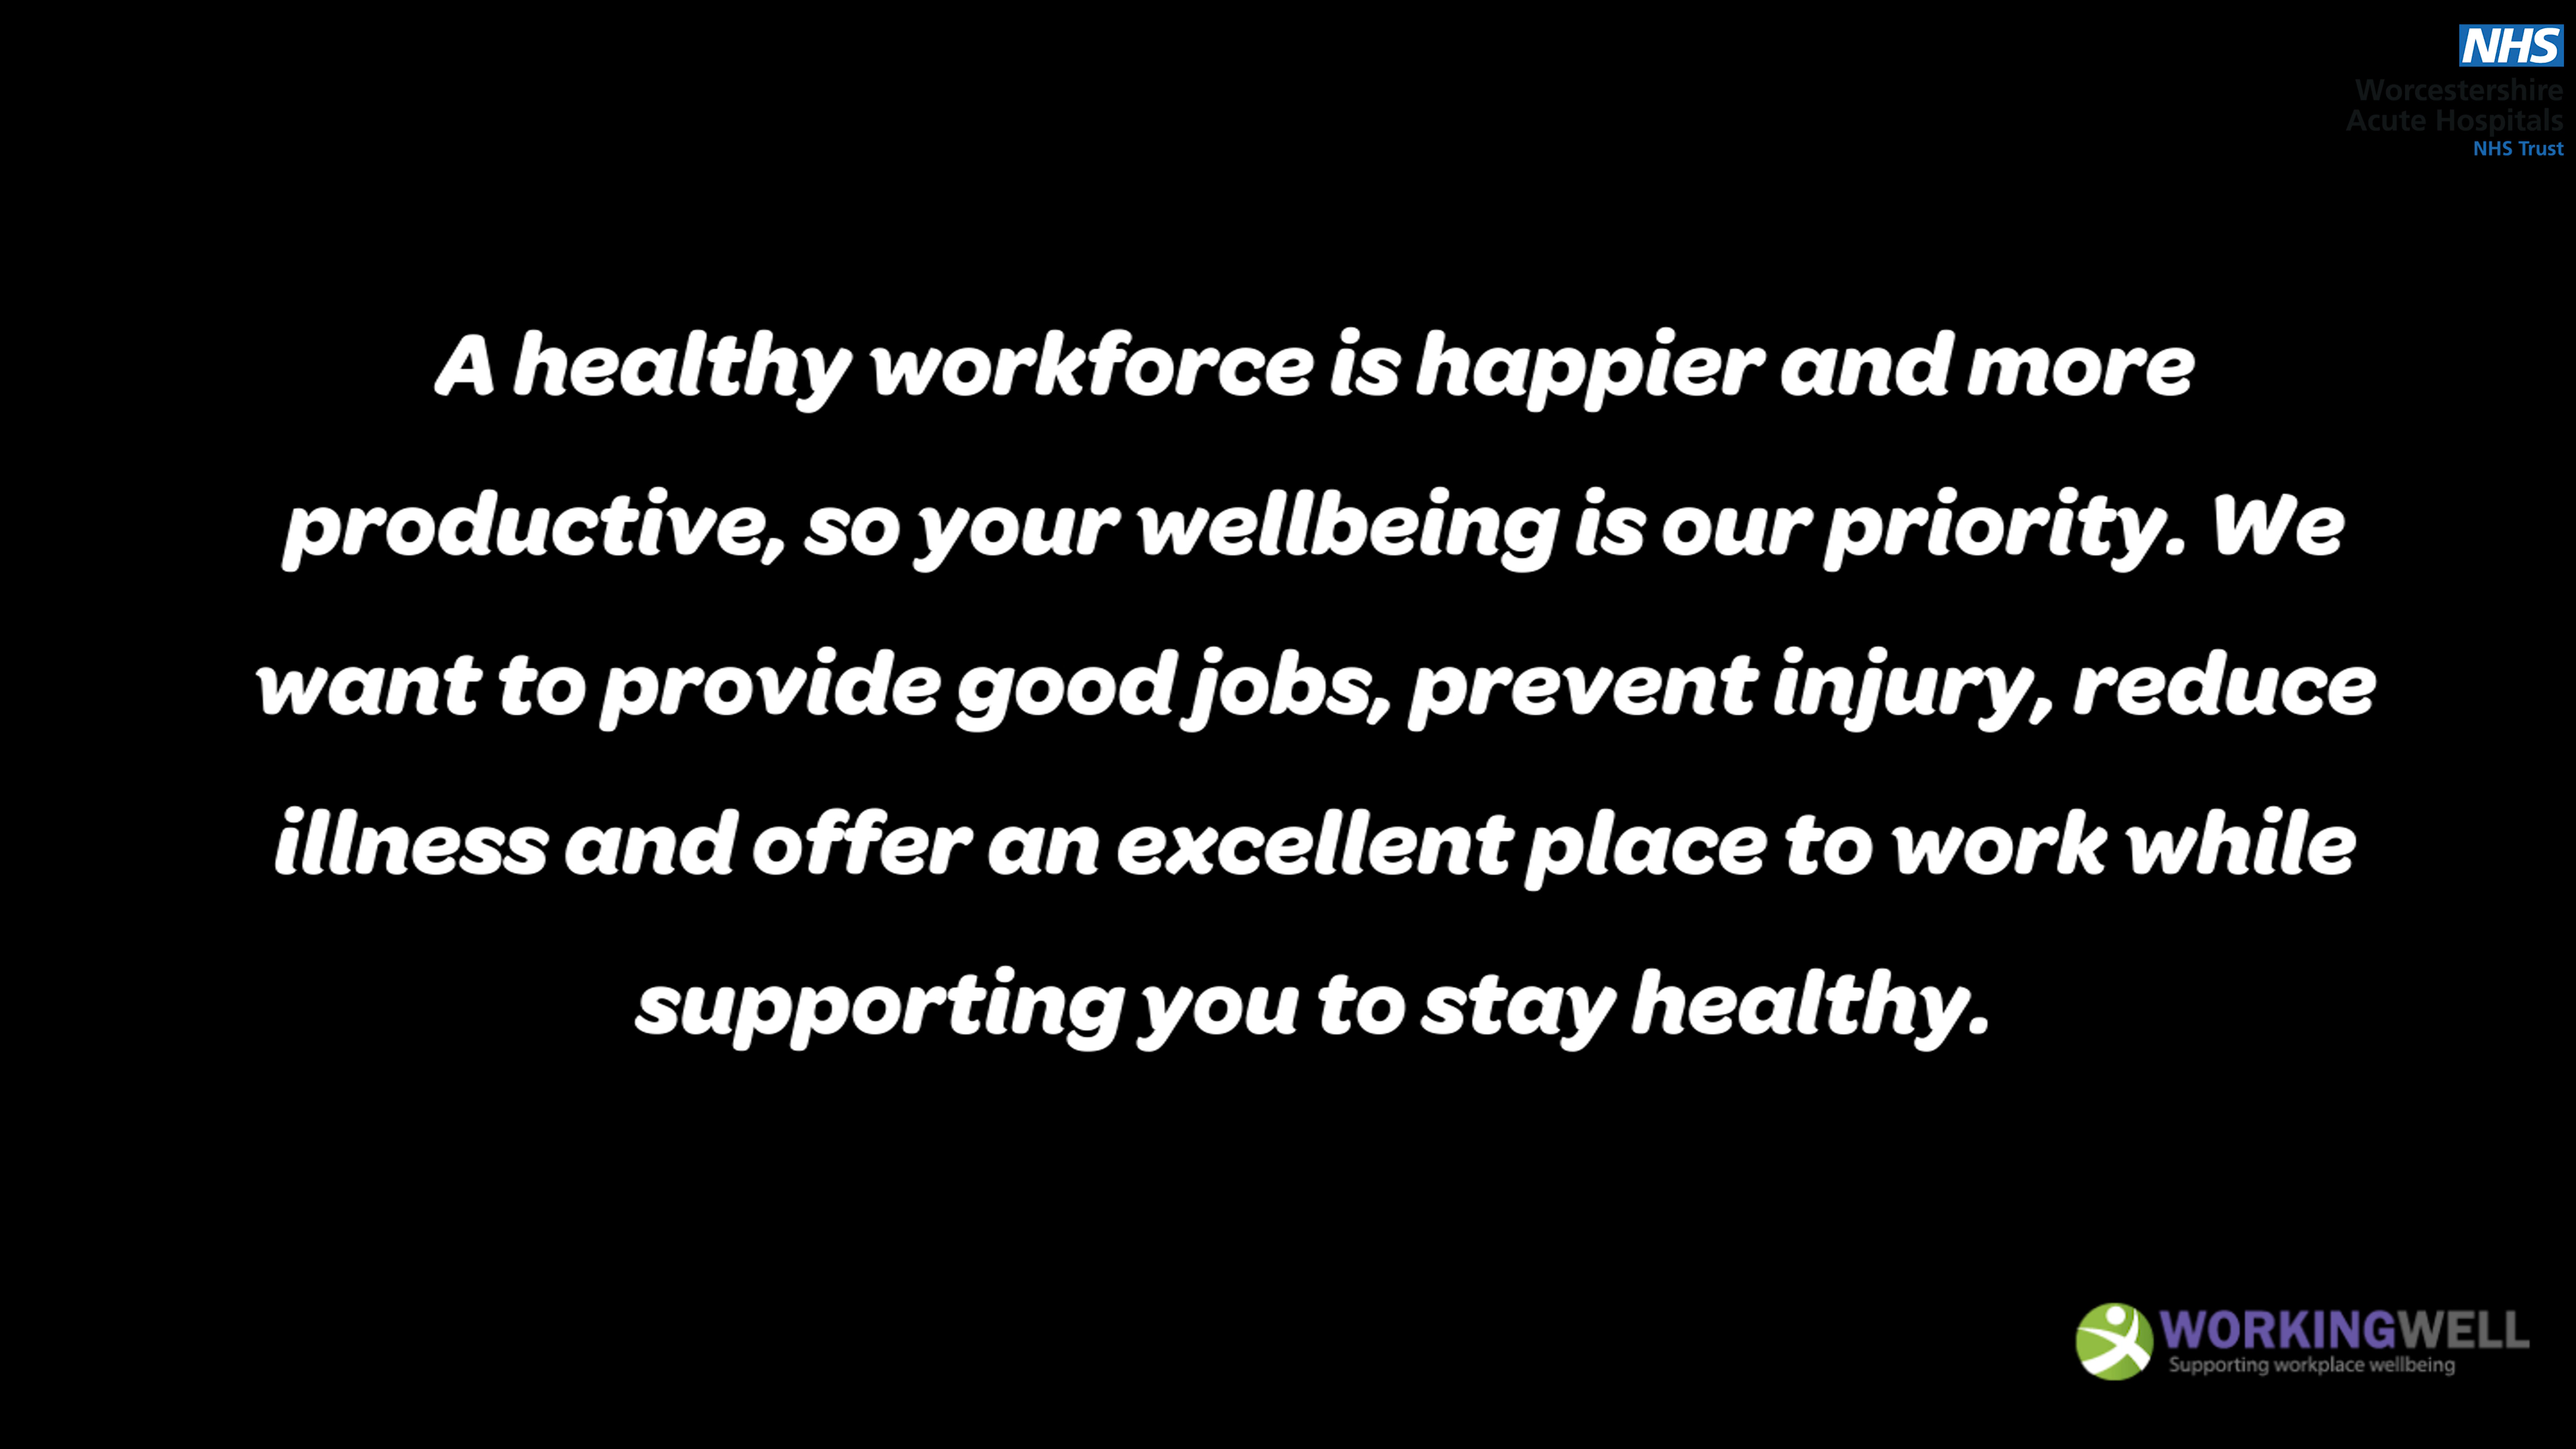 NHS
Worcestershire
Acute Hospitals
NHS Trust
A healthy workforce is happier and more
productive, so your wellbeing is our priority. We
want to provide good jobs, prevent injury, reduce
illness and offer an excellent place to work while
supporting you to stay healthy.
WORKINGWELL
Supporting workplace wellbeing